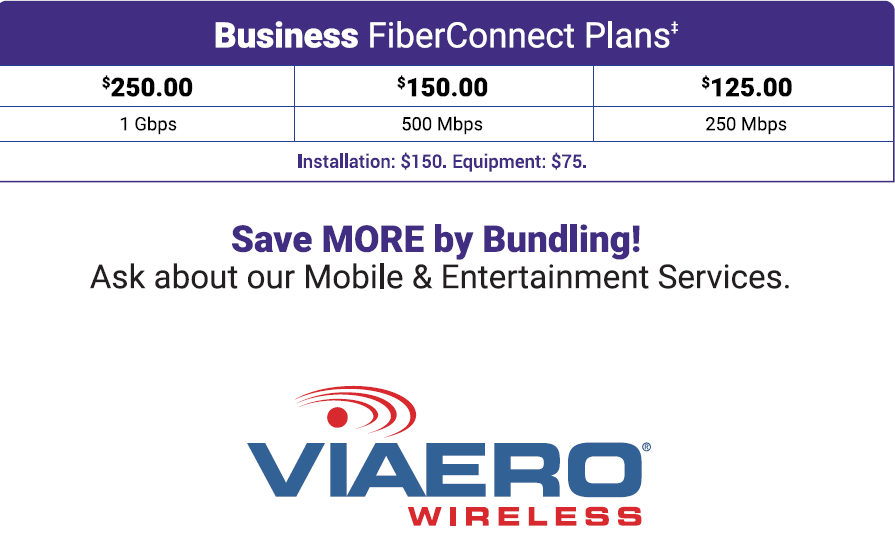 Business FiberConnect Plans‡
$250.00 $150.00 $125.00
1 Gbps 500 Mbps 250 Mbps
Installation: $150. Equipment: $75.
Save MORE by Bundling!
Ask about our Mobile & Entertainment Services.
VIAERO®
WIRELESS